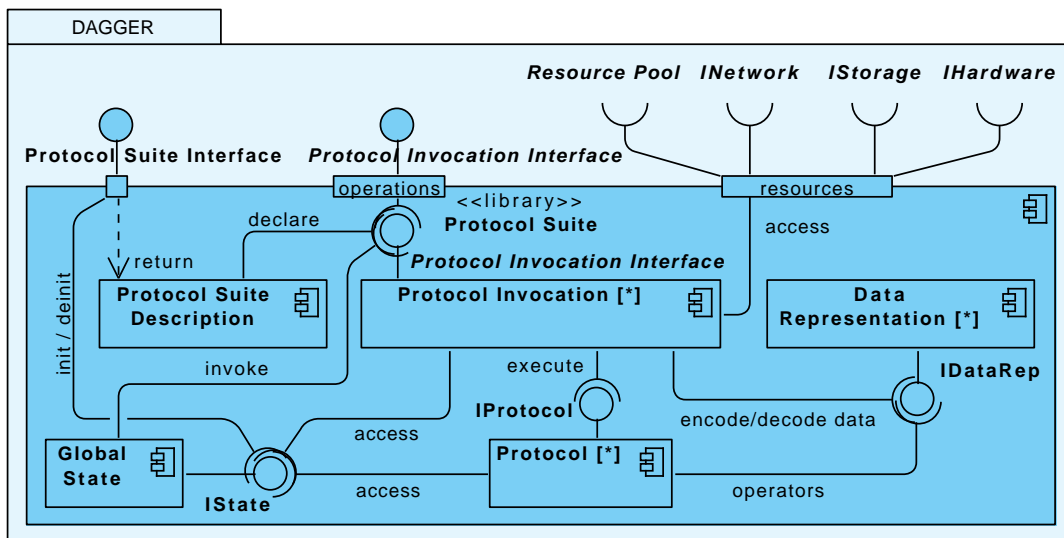 DAGGER
Resource Pool INetwork IStorage IHardware
Protocol Suite Interface Protocol Invocation Interface
operations resources
<<library>>
Protocol Suite
declare
access
return
Protocol Invocation Interface
Protocol Suite
Description
Protocol Invocation [*]
Data
Representation [*]
init / deinit
invoke
execute
IDataRep
IProtocol
encode/decode data
access
Global
State
Protocol [*]
IState
access
operators